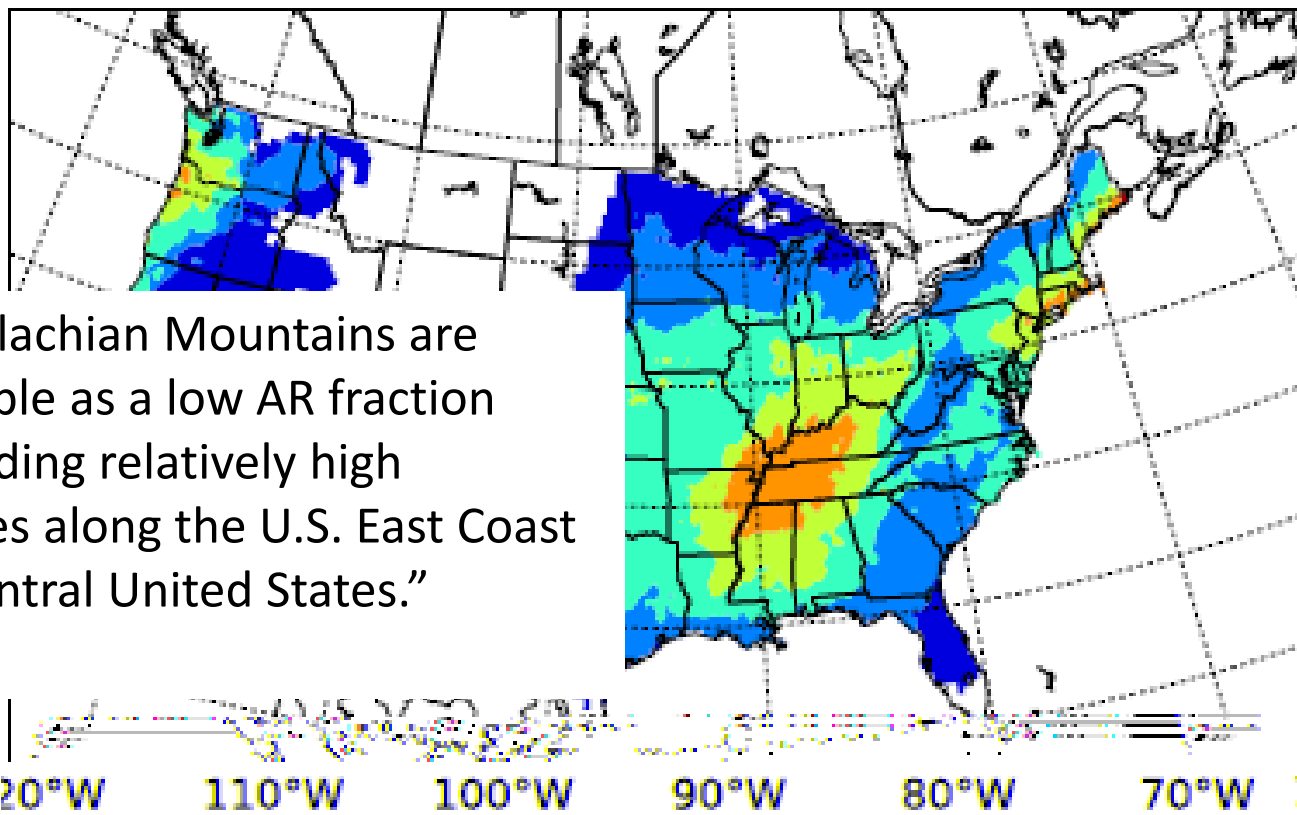 lachian Mountains are
ble as a low AR fraction
ding relatively high
es along the U.S. East Coast
ntral United States.”
20°W 110°W 100°W 90°W 80°W 70°W